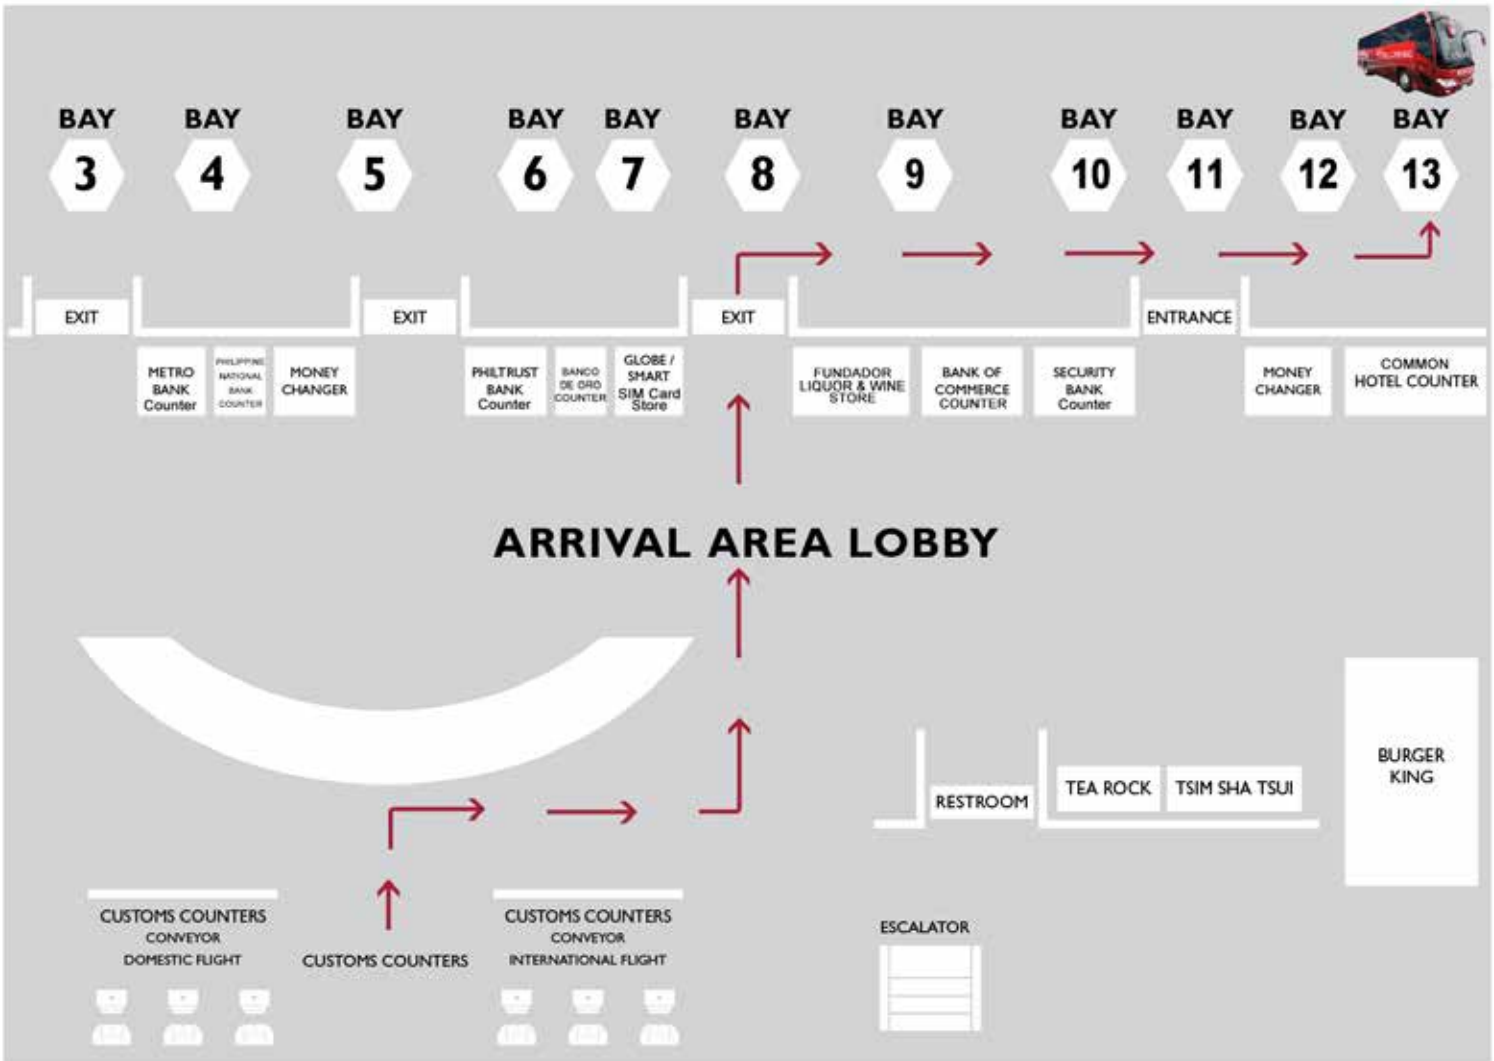 BAY BAY BAY BAY BAY BAY BAY BAY BAY BAY BAY
3 4 5 6 7 8 9 10 11 12 13
EXIT
EXIT
EXIT
ENTRANCE
METRO
BANK
Counter
PHILIPPINE
NATIONAL
BANK
COUNTER
MONEY
CHANGER
PHILTRUST
BANK
Counter
BANCO
DE ORO
COUNTER
GLOBE /
SMART
SIM Card
Store
FUNDADOR
LIQUOR & WINE
STORE
BANK OF
COMMERCE
COUNTER
SECURITY
BANK
Counter
MONEY
CHANGER
COMMON
HOTEL COUNTER
ARRIVAL AREA LOBBY
RESTROOM
TEA ROCK
TSIM SHA TSUI
BURGER
KING
CUSTOMS COUNTERS
CONVEYOR
DOMESTIC FLIGHT
CUSTOMS COUNTERS
CUSTOMS COUNTERS
CONVEYOR
INTERNATIONAL FLIGHT
ESCALATOR